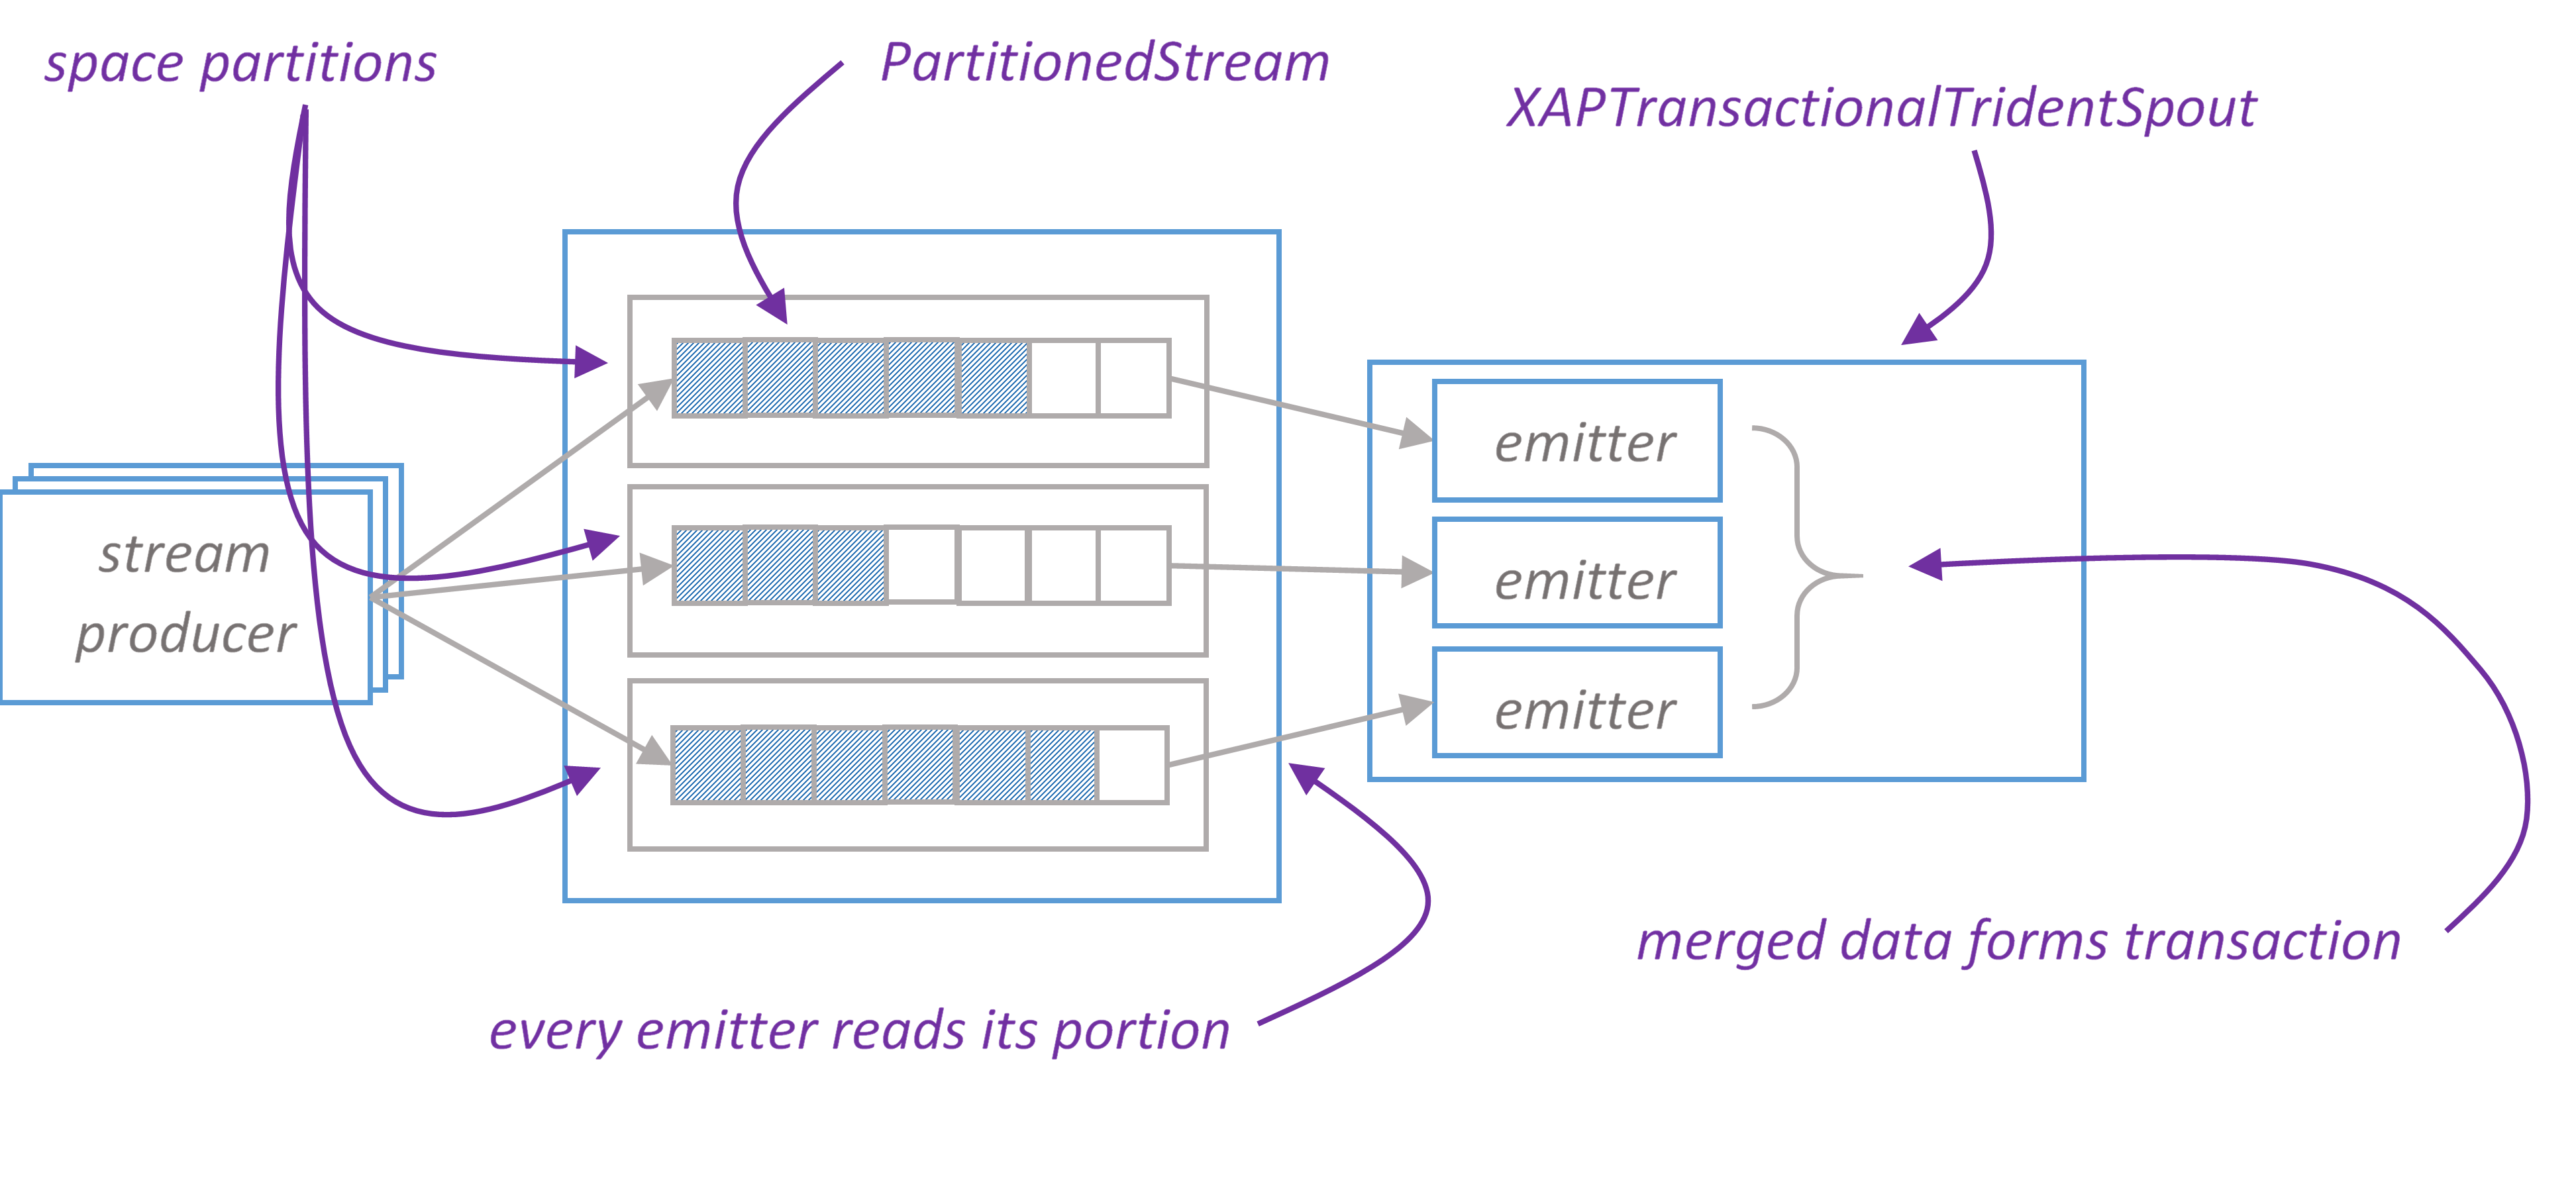 space partitions
PartitionedStream
XAPTransactionalTridentSpout
stream
producer
emitter
emitter
emitter
merged data forms transaction
every emitter reads its portion